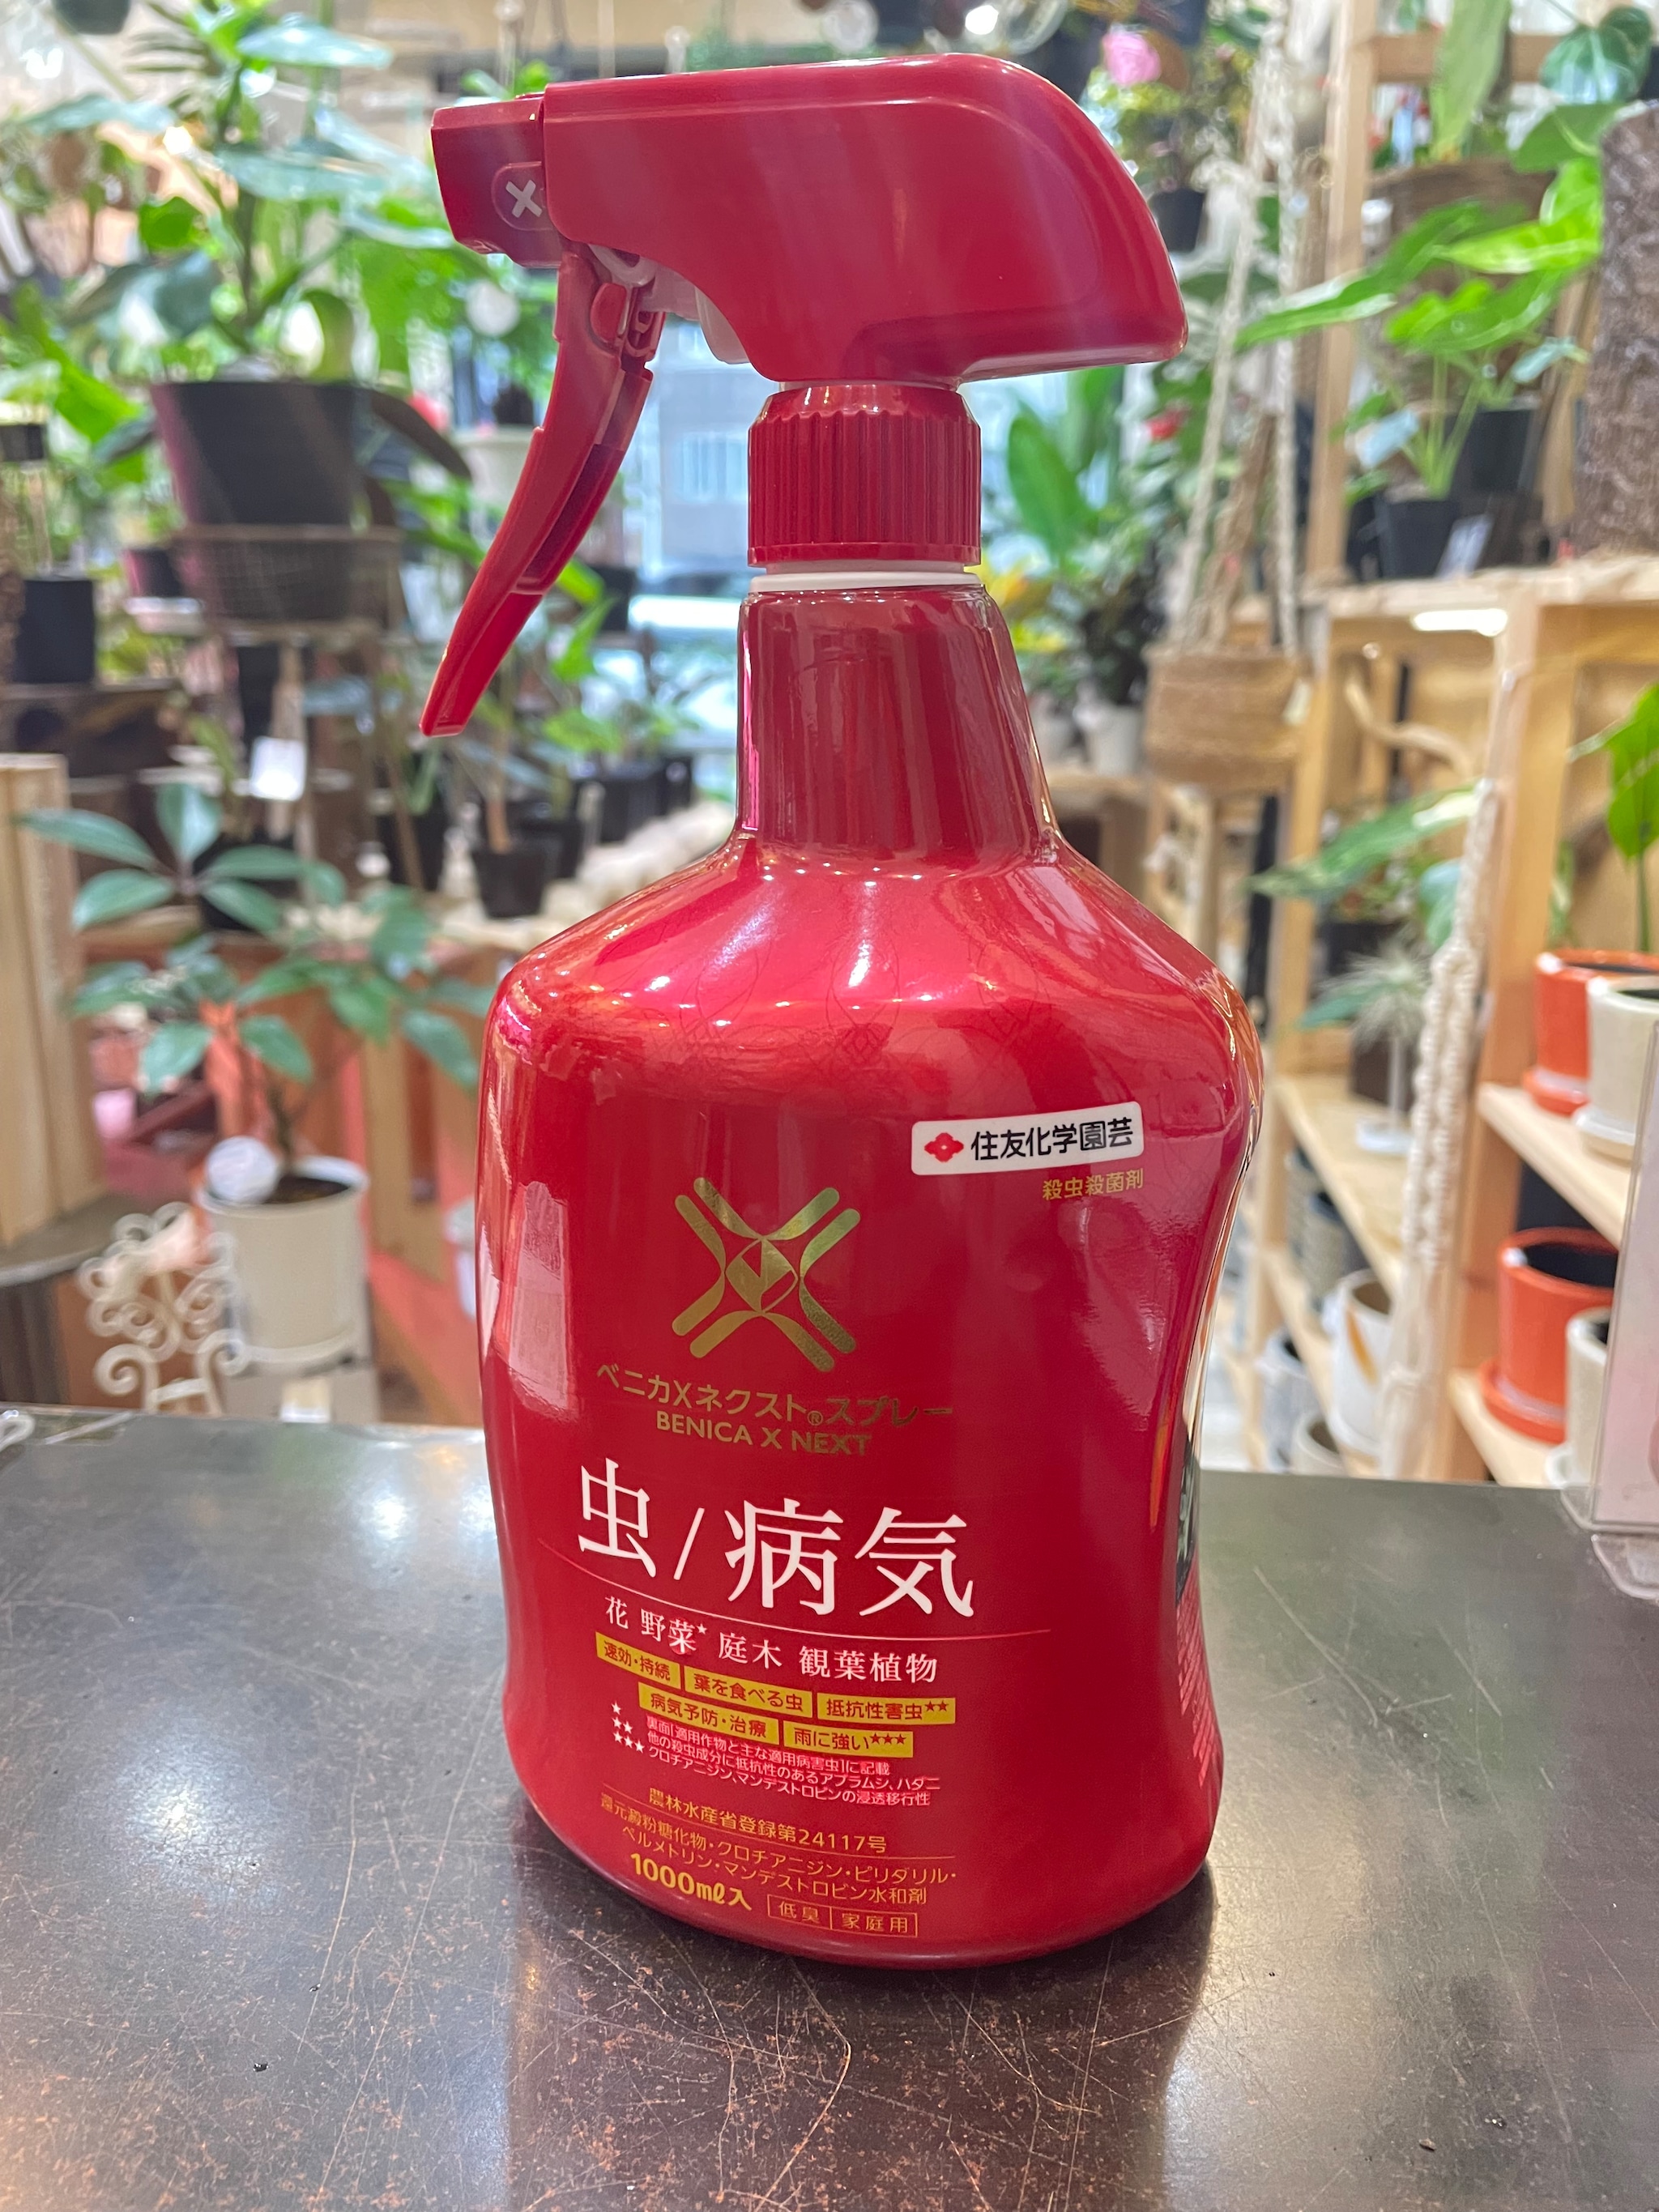 住友化学園芸
殺虫殺菌剤
ベニカXネクスト®スプレー
BENICA X NEXT
虫/病気
花 野菜★ 庭木 観葉植物
速効・持続 葉を食べる虫 抵抗性害虫★★
病気予防・治療 雨に強い★★★
★ 裏面「適用作物と主な適用病害虫」に記載
★★ 他の殺虫成分に抵抗性のあるアブラムシ、ハダニ
★★★ クロチアニジン、マンデストロビンの浸透移行性
農林水産省登録第24117号
還元澱粉糖化物・クロチアニジン・ピリダリル・
ペルメトリン・マンデストロビン水和剤
1000mℓ入 低臭 家庭用